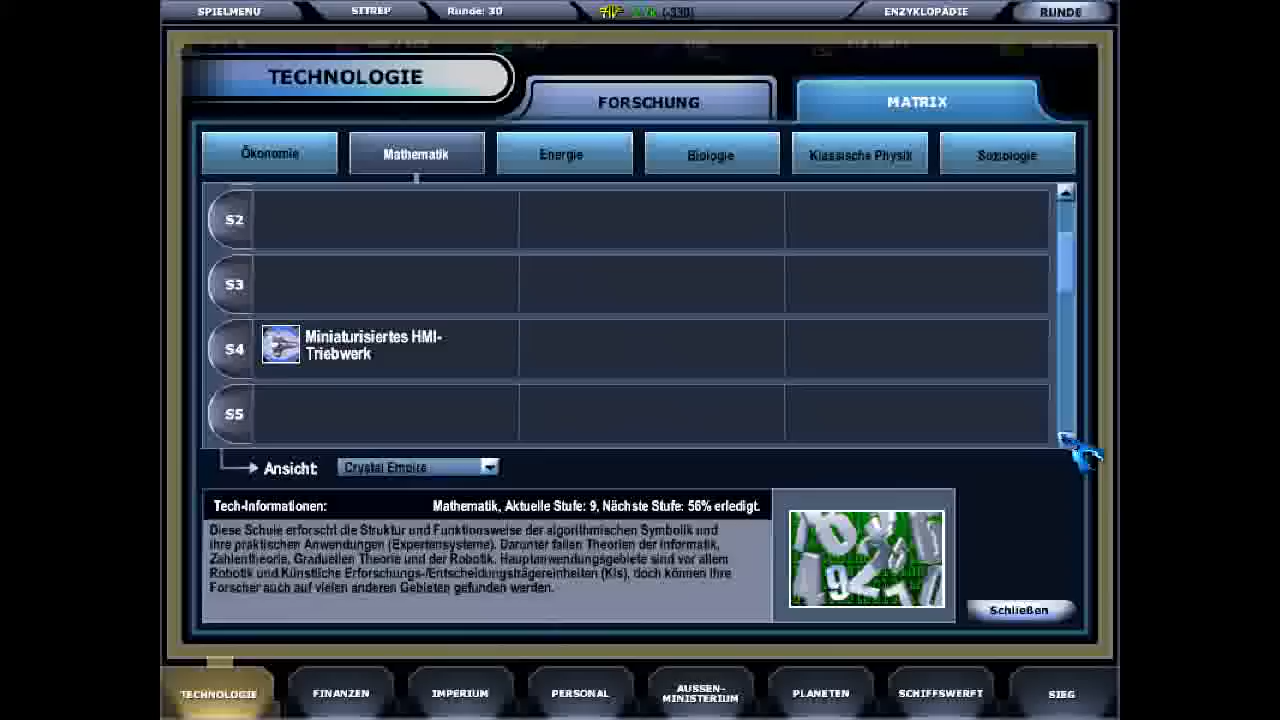 SPIELMENU SITREP Runde: 30 ENZYKLOPÄDIE RUNDE
TECHNOLOGIE
FORSCHUNG
MATRIX
Ökonomie Mathematik Energie Biologie Klassische Physik Soziologie
S2
S3
S4 Miniaturisiertes HMI-
Triebwerk
S5
Ansicht: Crystal Empire
Tech-Informationen: Mathematik, Aktuelle Stufe: 9, Nächste Stufe: 56% erledigt.
Diese Schule erforscht die Struktur und Funktionsweise der algorithmischen Symbolik und
ihre praktischen Anwendungen (Expertensysteme). Darunter fallen Theorien der Informatik,
Zahlentheorie, Graduellen Theorie und der Robotik. Hauptanwendungsgebiete sind vor allem
Robotik und Künstliche Erforschungs-/Entscheidungsträgereinheiten (KIs), doch können Ihre
Forscher auch auf vielen anderen Gebieten gefunden werden.
Schließen
TECHNOLOGIE FINANZEN IMPERIUM PERSONAL AUSSEN-
MINISTERIUM PLANETEN SCHIFFSWERFT SIEG